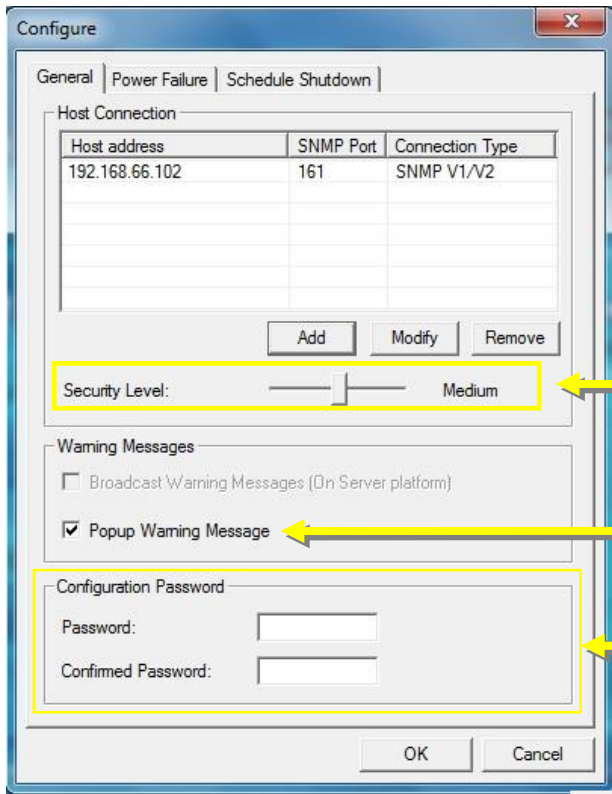 Configure
General Power Failure Schedule Shutdown
Host Connection
Host address SNMP Port Connection Type
192.168.66.102 161 SNMP V1/V2
Add Modify Remove
Security Level: Medium
Warning Messages
Broadcast Warning Messages (On Server platform)
Popup Warning Message
Configuration Password
Password:
Confirmed Password:
OK Cancel